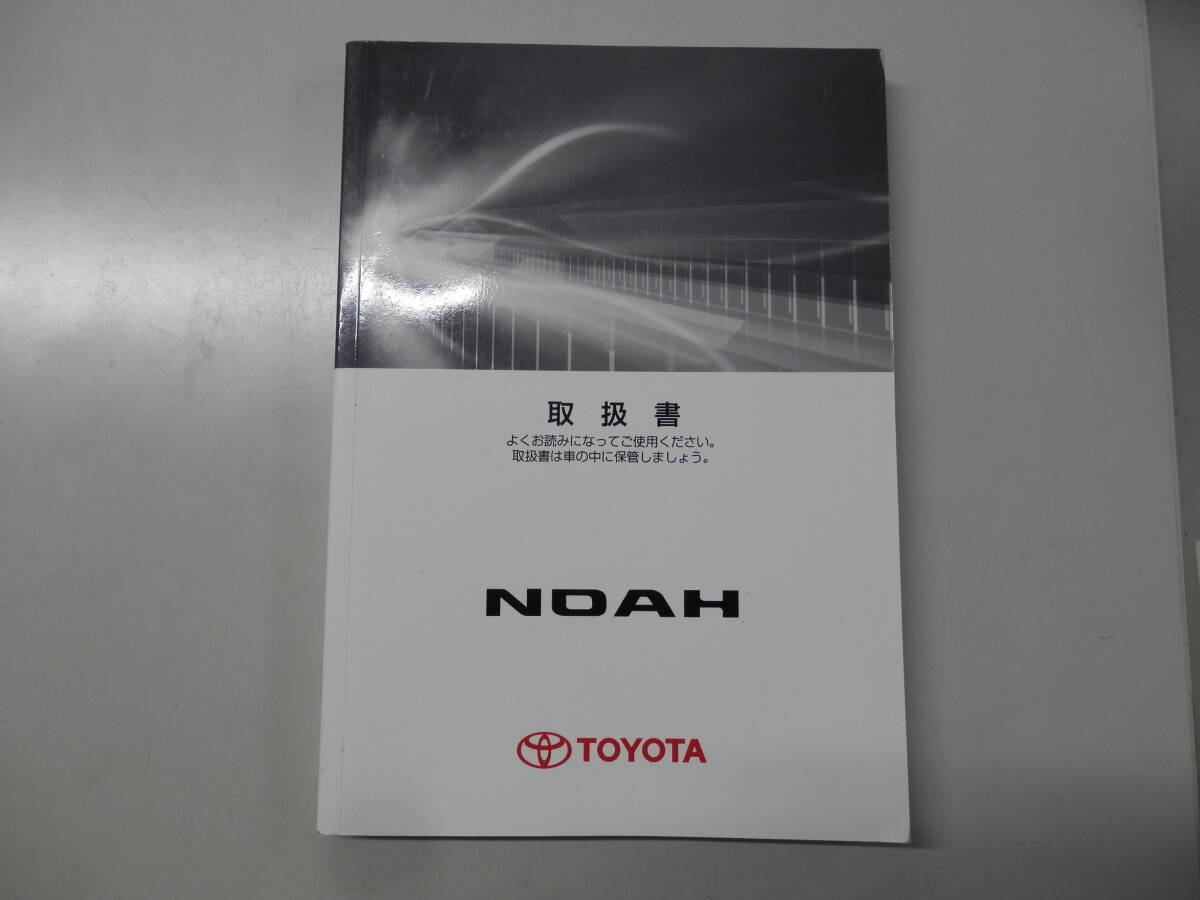 取扱書
よくお読みになってご使用ください。
取扱書は車の中に保管しましょう。
NOAH
TOYOTA